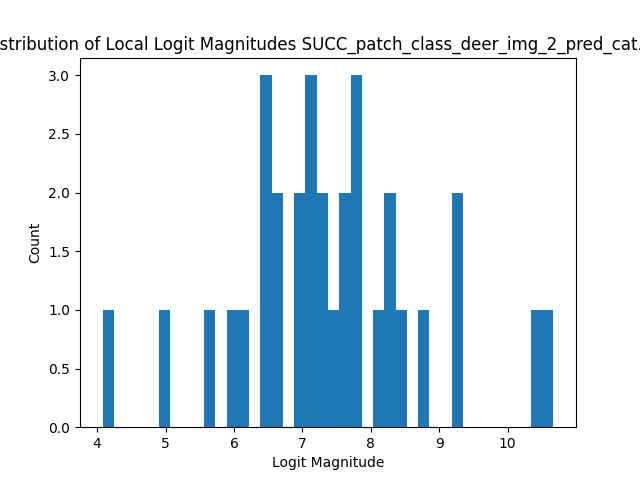 stribution of Local Logit Magnitudes SUCC_patch_class_deer_img_2_pred_cat.
3.0
2.5
2.0
1.5
1.0
0.5
0.0
Count
4 5 6 7 8 9 10
Logit Magnitude